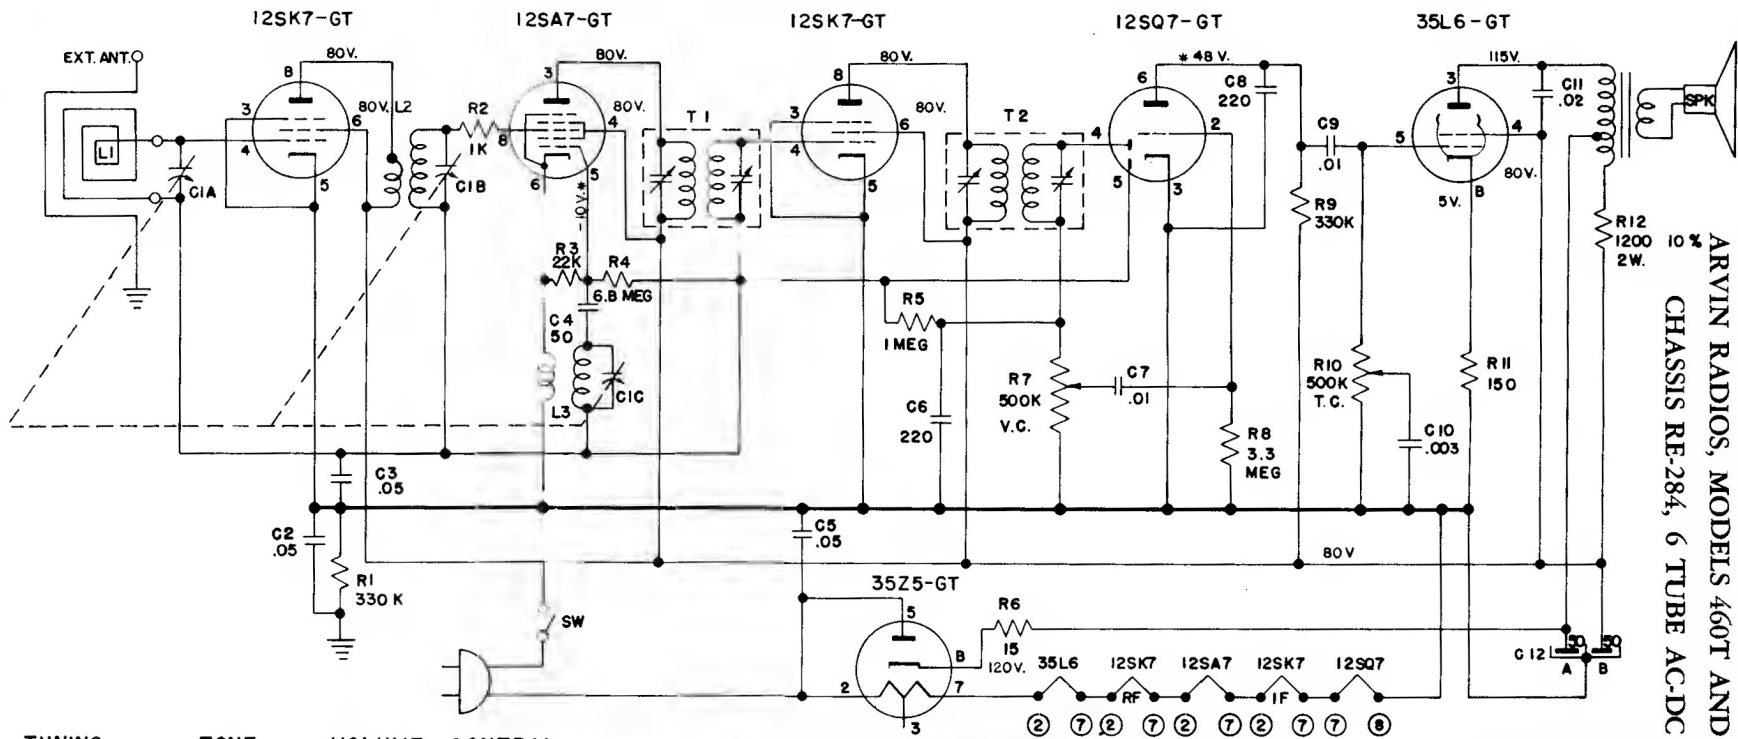 12SK7-GT
12SA7-GT
12SK7-GT
12SQ7-GT
35L6-GT
EXT. ANT.
L1
C1A
3
4
8
6
5
80V.
80V.
L2
C1B
R2
1K
8
3
4
6
5
80V.
80V.
*
-10V.
T1
R3
22K
R4
6.8 MEG
C4
50
L3
C1C
3
4
8
6
5
80V.
80V.
T2
4
6
2
5
3
* 48 V.
C8
220
R5
1 MEG
C6
220
R7
500K
V.C.
C7
.01
R8
3.3
MEG
C9
.01
R9
330K
R10
500K
T.C.
C10
.003
5
3
4
8
115V.
80V.
5V.
R11
150
C11
.02
SPK
R12
1200 10%
2W.
C3
.05
C2
.05
R1
330 K
C5
.05
80V
SW
35Z5-GT
5
8
2
7
3
R6
15
120V.
C12
50
50
A
B
35L6
12SK7
12SA7
12SK7
12SQ7
RF
IF
2 7 2 7 2 7 2 7 7 8
ARVIN RADIOS, MODELS 460T AND
CHASSIS RE-284, 6 TUBE AC-DC
TUNING TONE VOLUME CONTROL